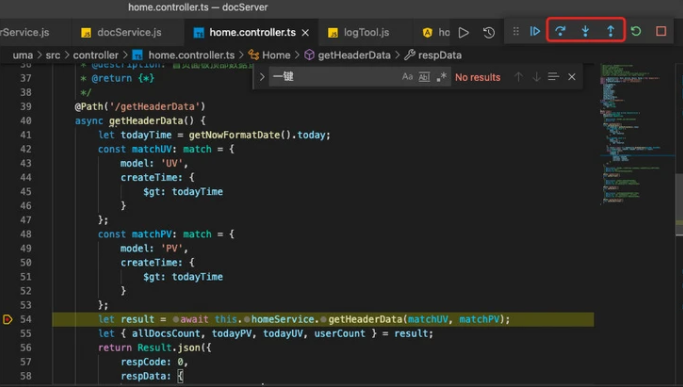 home.controller.ts — docServer
rService.js docService.js home.controller.ts logTool.js ho
uma > src > controller > home.controller.ts > Home > getHeaderData > respData
一键 Aa ab .* No results
37 * @return {*}
38 */
39 @Path('/getHeaderData')
40 async getHeaderData() {
41 let todayTime = getNowFormatDate().today;
42 const matchUV: match = {
43 model: 'UV',
44 createTime: {
45 $gt: todayTime
46 }
47 };
48 const matchPV: match = {
49 model: 'PV',
50 createTime: {
51 $gt: todayTime
52 }
53 };
54 let result = await this.homeService.getHeaderData(matchUV, matchPV);
55 let { allDocsCount, todayPV, todayUV, userCount } = result;
56 return Result.json({
57 respCode: 0,
58 respData: {